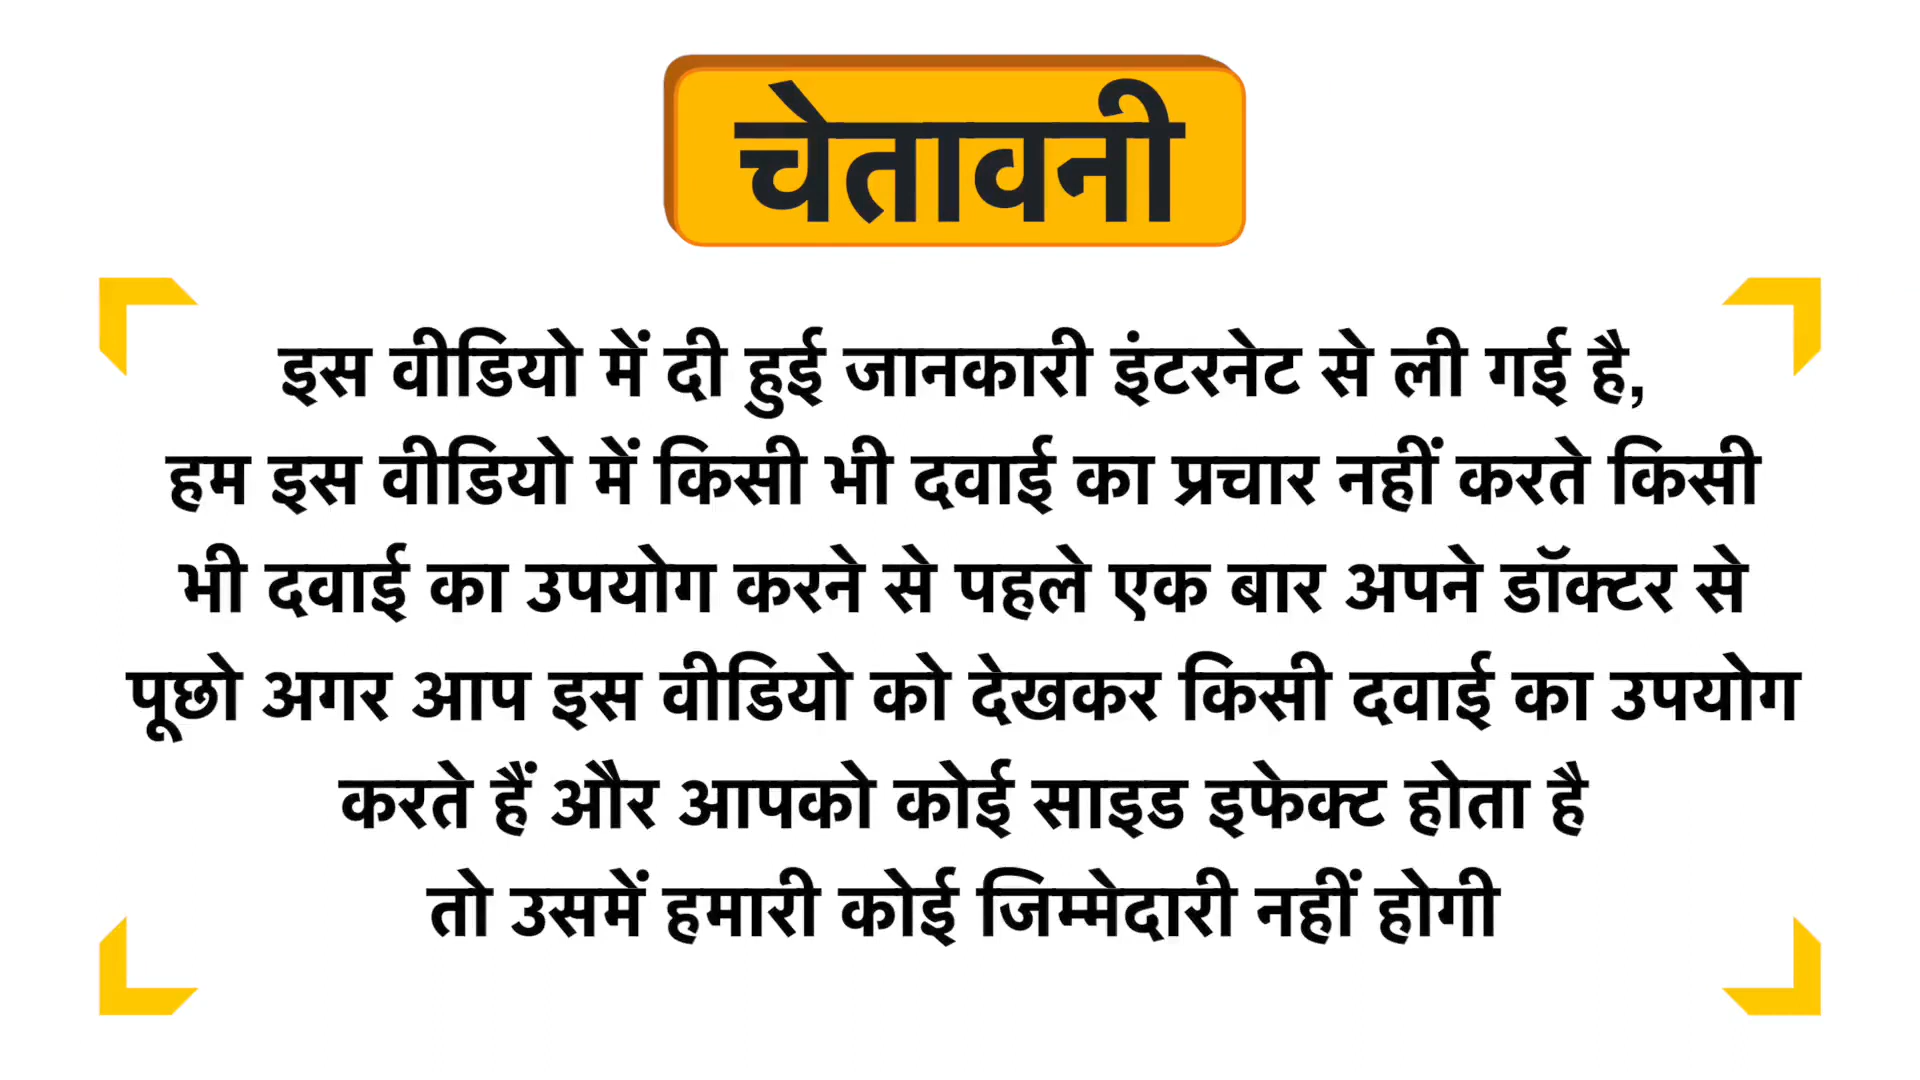 चेतावनी
इस वीडियो में दी हुई जानकारी इंटरनेट से ली गई है,
हम इस वीडियो में किसी भी दवाई का प्रचार नहीं करते किसी
भी दवाई का उपयोग करने से पहले एक बार अपने डॉक्टर से
पूछो अगर आप इस वीडियो को देखकर किसी दवाई का उपयोग
करते हैं और आपको कोई साइड इफेक्ट होता है
तो उसमें हमारी कोई जिम्मेदारी नहीं होगी